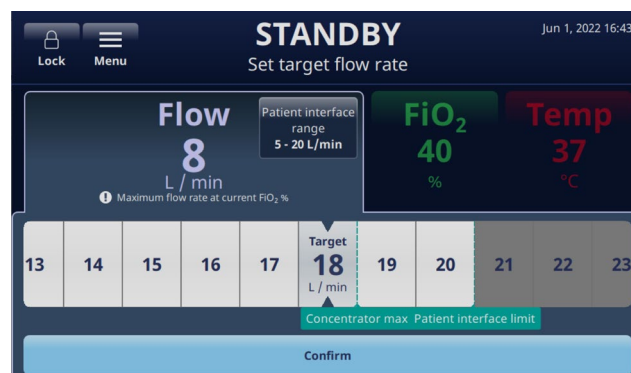 STANDBY
Jun 1, 2022 16:43
Lock
Menu
Set target flow rate
Flow
8
L / min
Maximum flow rate at current FiO2 %
Patient interface
range
5 - 20 L/min
FiO2
40
%
Temp
37
°C
Target
13 14 15 16 17 18 19 20 21 22 23
L / min
Concentrator max Patient interface limit
Confirm